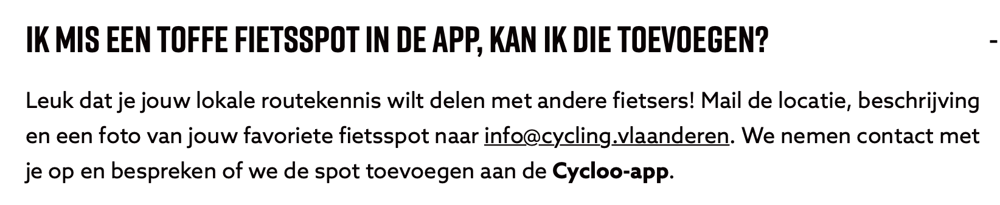 IK MIS EEN TOFFE FIETSSPOT IN DE APP, KAN IK DIE TOEVOEGEN? -
Leuk dat je jouw lokale routekennis wilt delen met andere fietsers! Mail de locatie, beschrijving
en een foto van jouw favoriete fietsspot naar info@cycling.vlaanderen. We nemen contact met
je op en bespreken of we de spot toevoegen aan de Cycloo-app.